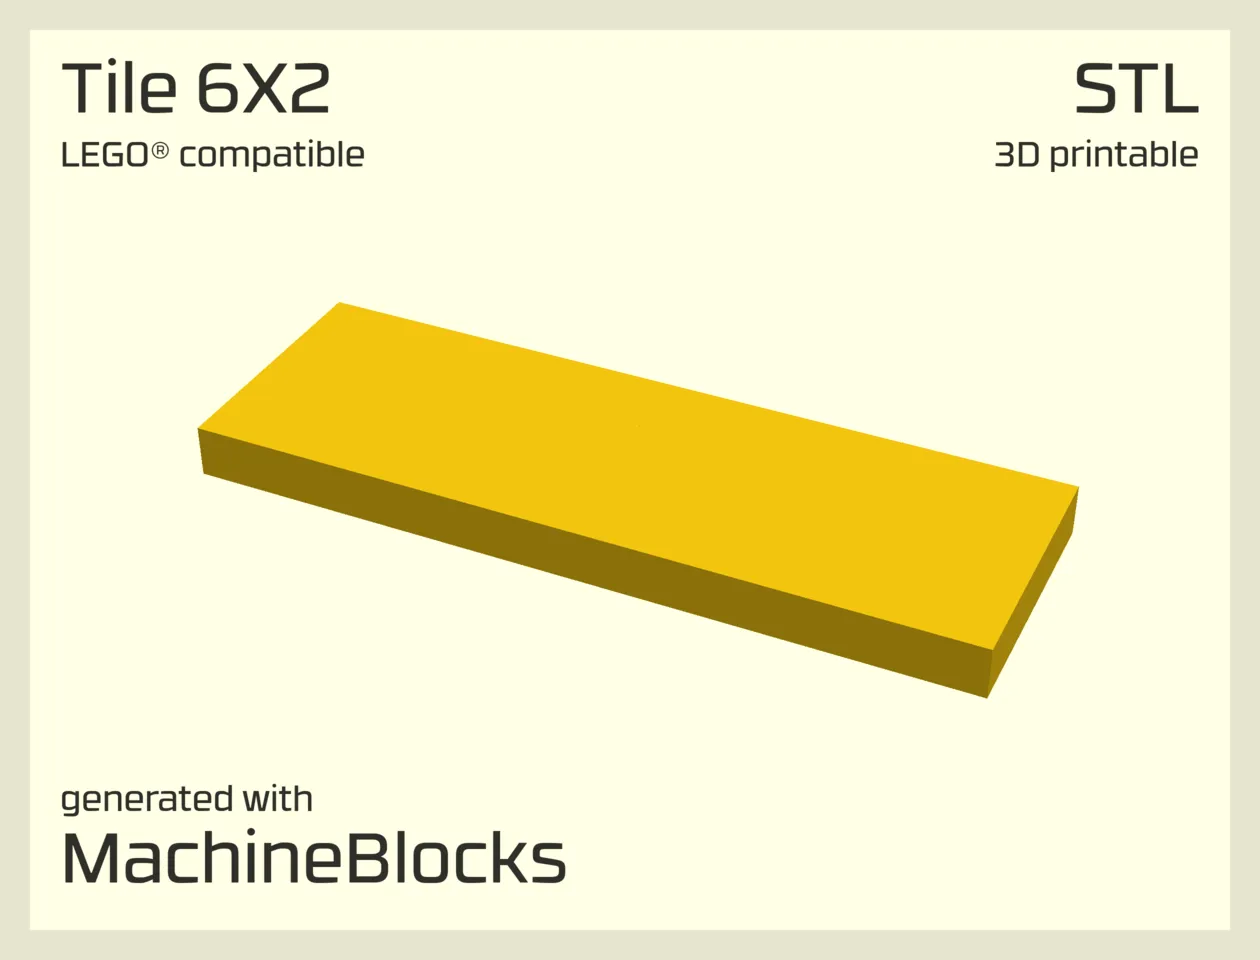 Tile 6X2
LEGO® compatible
STL
3D printable
generated with
MachineBlocks